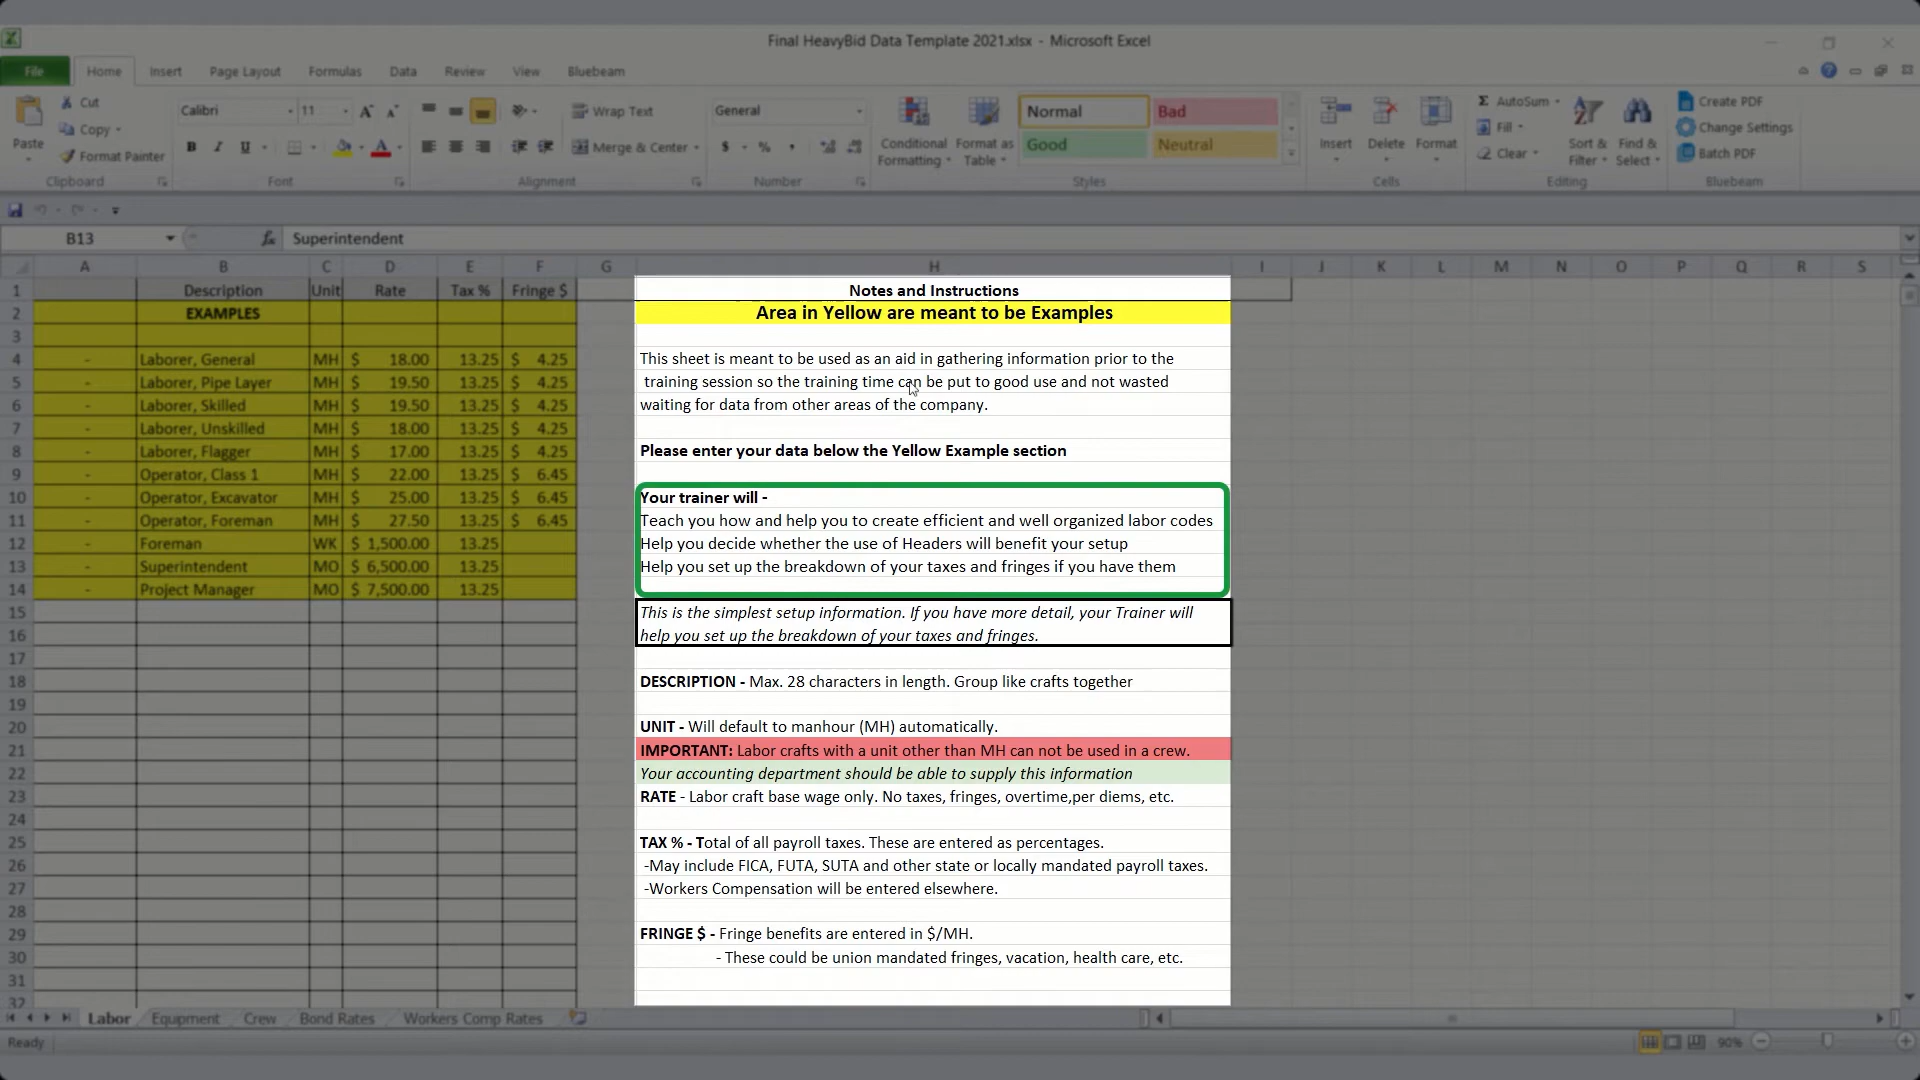 Final HeavyBid Data Template 2021.xlsx - Microsoft Excel
File Home Insert Page Layout Formulas Data Review View Bluebeam
Cut
Copy
Format Painter
Paste
Clipboard
Calibri 11
Font
Wrap Text
Merge & Center
Alignment
General
$ % ,
Number
Conditional Formatting
Format as Table
Normal Bad
Good Neutral
Styles
Insert Delete Format
Cells
Σ AutoSum
Fill
Clear
Sort & Filter
Find & Select
Editing
Create PDF
Change Settings
Batch PDF
Bluebeam
B13 fx Superintendent
A B C D E F G H I J K L M N O P Q R S
1 Description Unit Rate Tax % Fringe $
2 EXAMPLES
3
4 - Laborer, General MH $ 18.00 13.25 $ 4.25
5 - Laborer, Pipe Layer MH $ 19.50 13.25 $ 4.25
6 - Laborer, Skilled MH $ 19.50 13.25 $ 4.25
7 - Laborer, Unskilled MH $ 18.00 13.25 $ 4.25
8 - Laborer, Flagger MH $ 17.00 13.25 $ 4.25
9 - Operator, Class 1 MH $ 22.00 13.25 $ 6.45
10 - Operator, Excavator MH $ 25.00 13.25 $ 6.45
11 - Operator, Foreman MH $ 27.50 13.25 $ 6.45
12 - Foreman WK $ 1,500.00 13.25
13 - Superintendent MO $ 6,500.00 13.25
14 - Project Manager MO $ 7,500.00 13.25
15
16
17
18
19
20
21
22
23
24
25
26
27
28
29
30
31
32
Notes and Instructions
Area in Yellow are meant to be Examples
This sheet is meant to be used as an aid in gathering information prior to the
training session so the training time can be put to good use and not wasted
waiting for data from other areas of the company.
Please enter your data below the Yellow Example section
Your trainer will -
Teach you how and help you to create efficient and well organized labor codes
Help you decide whether the use of Headers will benefit your setup
Help you set up the breakdown of your taxes and fringes if you have them
This is the simplest setup information. If you have more detail, your Trainer will
help you set up the breakdown of your taxes and fringes.
DESCRIPTION - Max. 28 characters in length. Group like crafts together
UNIT - Will default to manhour (MH) automatically.
IMPORTANT: Labor crafts with a unit other than MH can not be used in a crew.
Your accounting department should be able to supply this information
RATE - Labor craft base wage only. No taxes, fringes, overtime,per diems, etc.
TAX % - Total of all payroll taxes. These are entered as percentages.
-May include FICA, FUTA, SUTA and other state or locally mandated payroll taxes.
-Workers Compensation will be entered elsewhere.
FRINGE $ - Fringe benefits are entered in $/MH.
- These could be union mandated fringes, vacation, health care, etc.
Labor Equpment Crew Bond Rates Workers Comp Rates
Ready 90%